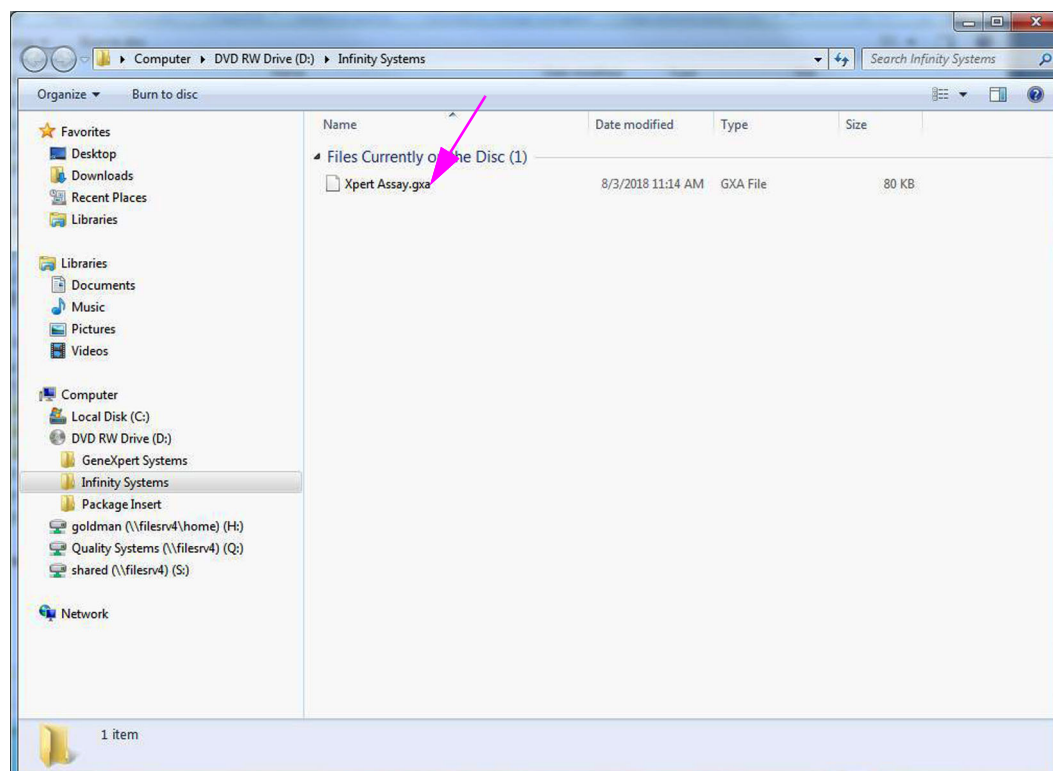 Computer DVD RW Drive (D:) Infinity Systems
Search Infinity Systems
Organize Burn to disc
Favorites
Desktop
Downloads
Recent Places
Libraries
Libraries
Documents
Music
Pictures
Videos
Computer
Local Disk (C:)
DVD RW Drive (D:)
GeneXpert Systems
Infinity Systems
Package Insert
goldman (\\filesrv4\home) (H:)
Quality Systems (\\filesrv4) (Q:)
shared (\\filesrv4) (S:)
Network
Name Date modified Type Size
Files Currently on the Disc (1)
Xpert Assay.gxa 8/3/2018 11:14 AM GXA File 80 KB
1 item